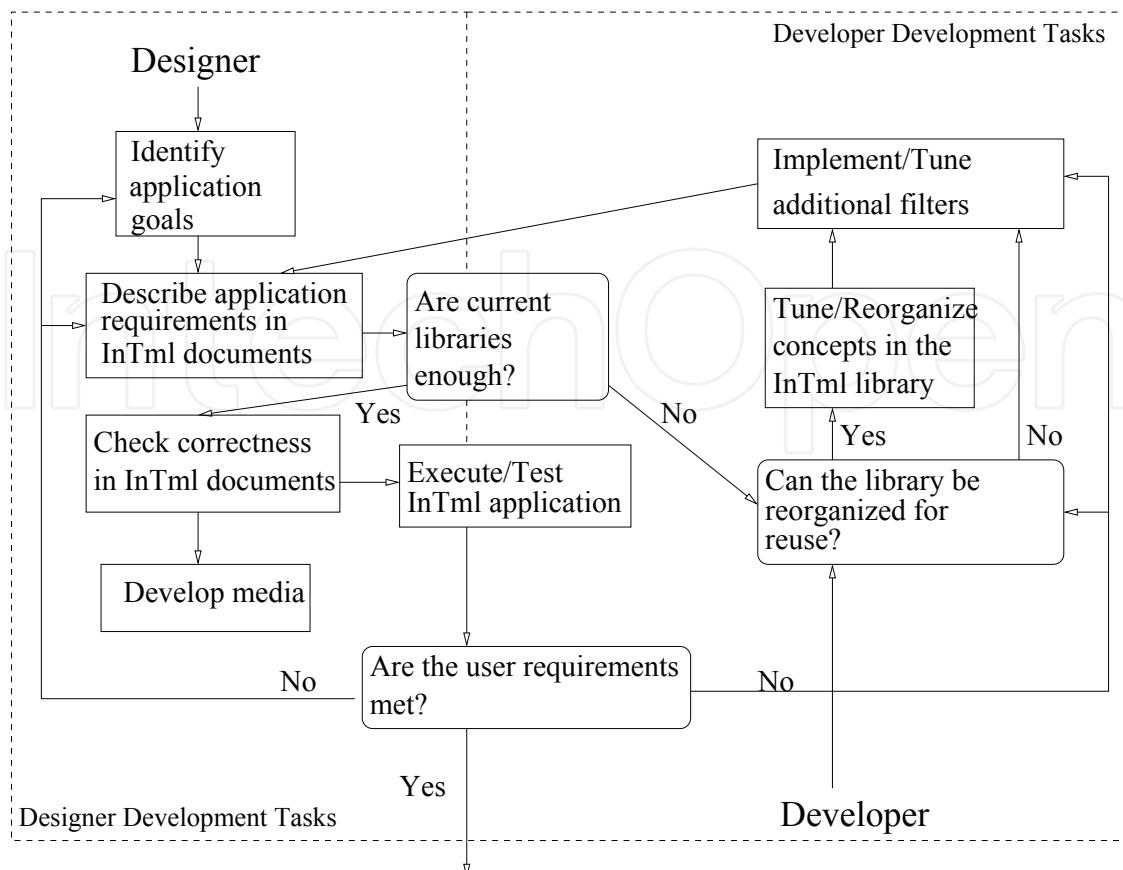 Developer Development Tasks
Designer
Identify
application
goals
Implement/Tune
additional filters
Describe application
requirements in
InTml documents
Are current
libraries
enough?
Tune/Reorganize
concepts in the
InTml library
Yes
No
Yes
No
Check correctness
in InTml documents
Execute/Test
InTml application
Can the library be
reorganized for
reuse?
Develop media
Are the user requirements
met?
No
No
Yes
Designer Development Tasks
Developer
IntechOpen